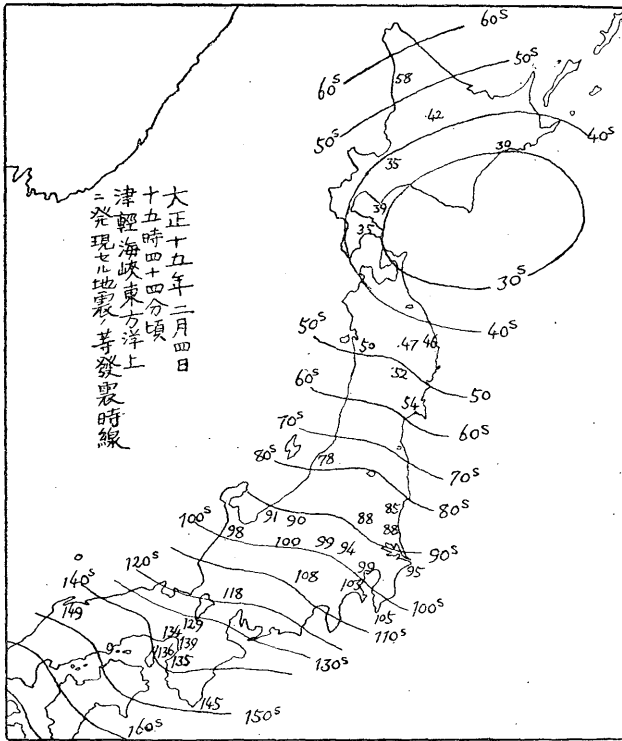 大正十五年二月四日
十五時四十四分頃
津輕海峡東方洋上
ニ発現セル地震ノ等發震時線
60ˢ
50ˢ
60ˢ
58
42
50ˢ
40ˢ
39
35
39
35
30ˢ
40ˢ
50ˢ
50
47
46
52
50
60ˢ
54
60ˢ
70ˢ
70ˢ
80ˢ
78
80ˢ
85
91
90
88
88
100ˢ
98
100
99
94
90ˢ
99
95
120ˢ
108
103
100ˢ
140ˢ
118
105
110ˢ
149
129
134
139
136
135
130ˢ
145
150ˢ
160ˢ